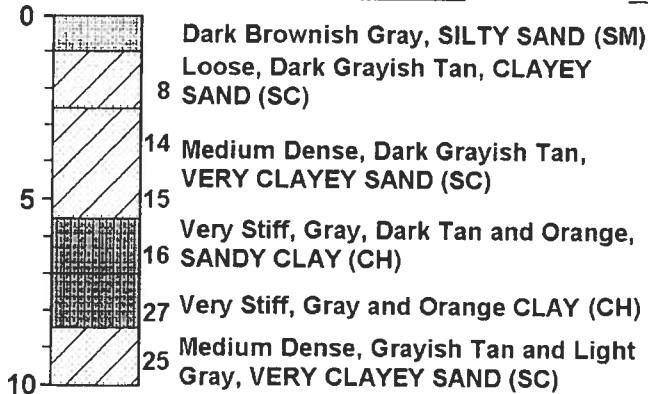 0
Dark Brownish Gray, SILTY SAND (SM)
Loose, Dark Grayish Tan, CLAYEY
8 SAND (SC)
14
Medium Dense, Dark Grayish Tan,
VERY CLAYEY SAND (SC)
5 15
Very Stiff, Gray, Dark Tan and Orange,
16 SANDY CLAY (CH)
27 Very Stiff, Gray and Orange CLAY (CH)
25 Medium Dense, Grayish Tan and Light
Gray, VERY CLAYEY SAND (SC)
10